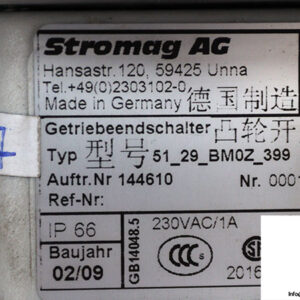 Stromag AG
Hansastr.120, 59425 Unna
Tel.+49(0)2303102-0
Made in Germany 德国制造
Getriebeendschalter 凸轮开
Typ 型号 51_29_BM0Z_399
Auftr.Nr 144610 Nr. 0001
Ref-Nr:
IP 66
Baujahr
02/09
GB14048.5
230VAC/1A
CCC S
2016